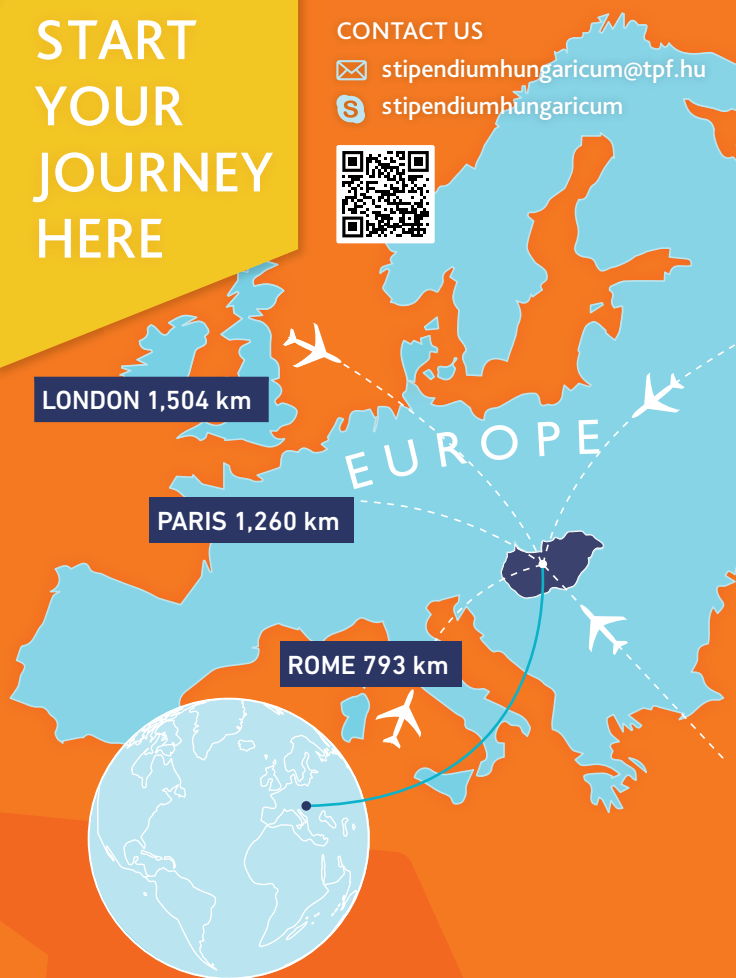 START
YOUR
JOURNEY
HERE
CONTACT US
stipendiumhungaricum@tpf.hu
stipendiumhungaricum
LONDON 1,504 km
EUROPE
PARIS 1,260 km
ROME 793 km